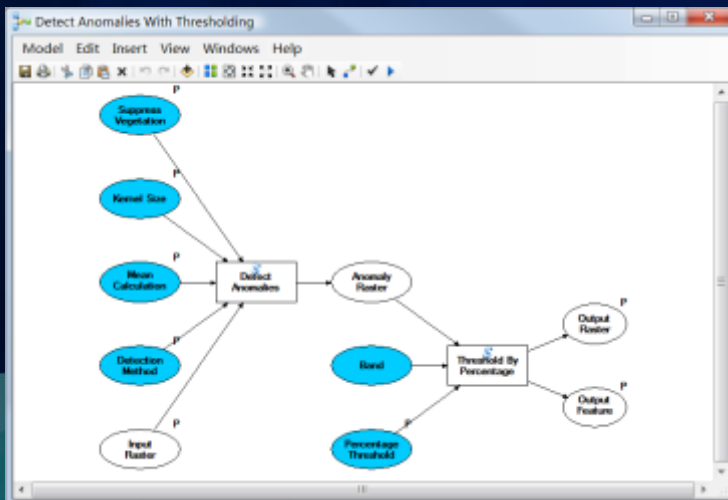 Detect Anomalies With Thresholding
Model Edit Insert View Windows Help
P
Suppress
Vegetation
P
Kernel Size
P
Mean
Calculation
Detect
Anomalies
Anomaly
Raster
P
Output
Raster
P
Detection
Method
Band
Threshold By
Percentage
P
Output
Feature
P
Input
Raster
P
Percentage
Threshold